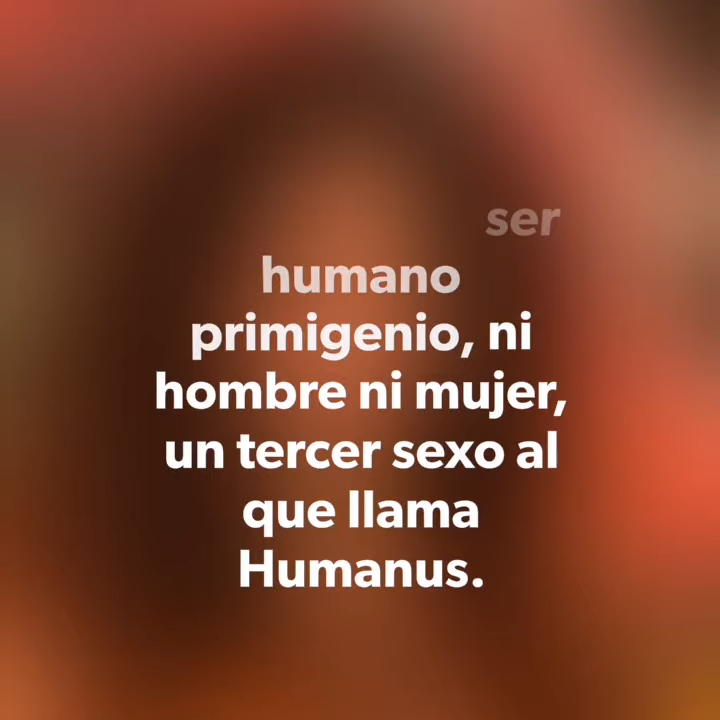 ser
humano
primigenio, ni
hombre ni mujer,
un tercer sexo al
que llama
Humanus.